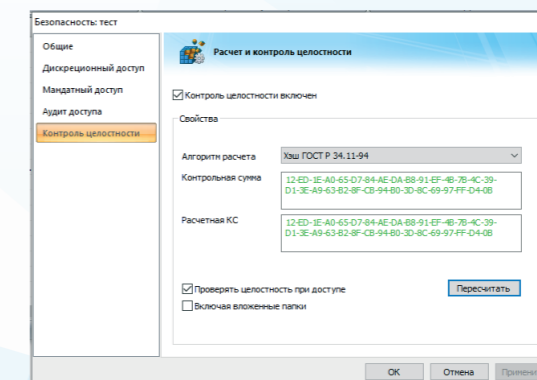 Безопасность: тест
Общие
Дискреционный доступ
Мандатный доступ
Аудит доступа
Контроль целостности
Расчет и контроль целостности
Контроль целостности включен
Свойства
Алгоритм расчета
Хэш ГОСТ Р 34.11-94
Контрольная сумма
12-ED-1E-A0-65-D7-84-AE-DA-B8-91-EF-4B-7B-4C-39-
D1-3E-A9-63-B2-8F-CB-94-B0-3D-8C-69-97-FF-D4-0B
Расчетная КС
12-ED-1E-A0-65-D7-84-AE-DA-B8-91-EF-4B-7B-4C-39-
D1-3E-A9-63-B2-8F-CB-94-B0-3D-8C-69-97-FF-D4-0B
Проверять целостность при доступе
Пересчитать
Включая вложенные папки
OK
Отмена
Примени